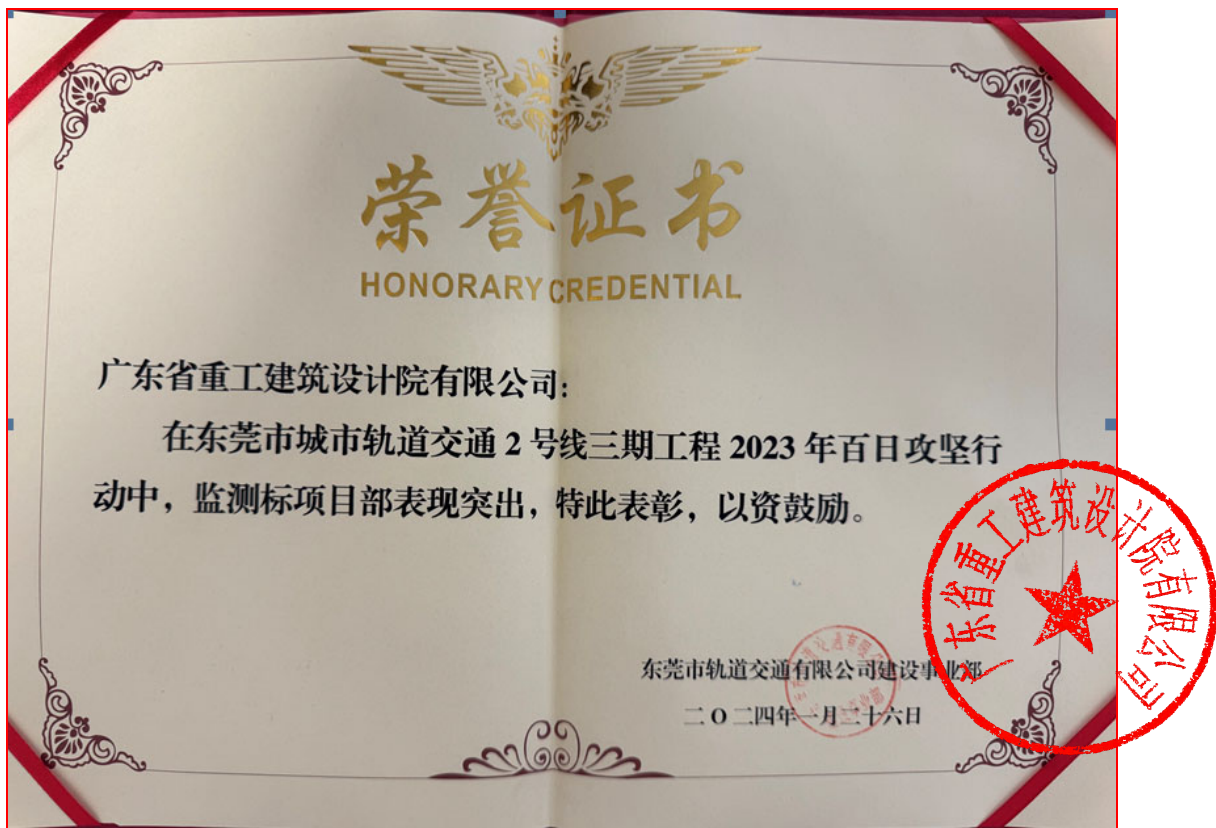 荣誉证书
HONORARY CREDENTIAL
广东省重工建筑设计院有限公司：
在东莞市城市轨道交通 2 号线三期工程 2023 年百日攻坚行
动中，监测标项目部表现突出，特此表彰，以资鼓励。
东莞市轨道交通有限公司建设事业部
二〇二四年一月二十六日
广东省重工建筑设计院有限公司